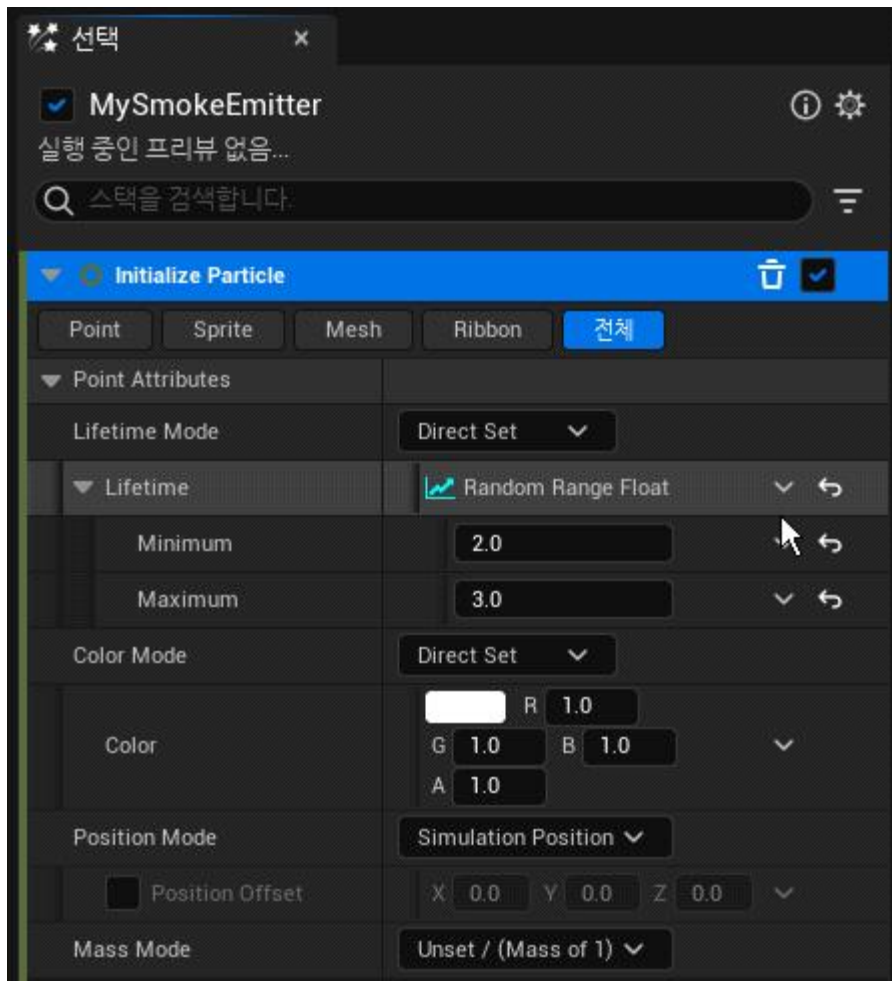 선택
MySmokeEmitter
실행 중인 프리뷰 없음...
스택을 검색합니다.
Initialize Particle
Point Sprite Mesh Ribbon 전체
Point Attributes
Lifetime Mode Direct Set
Lifetime Random Range Float
Minimum 2.0
Maximum 3.0
Color Mode Direct Set
R 1.0
Color G 1.0 B 1.0
A 1.0
Position Mode Simulation Position
Position Offset X 0.0 Y 0.0 Z 0.0
Mass Mode Unset / (Mass of 1)